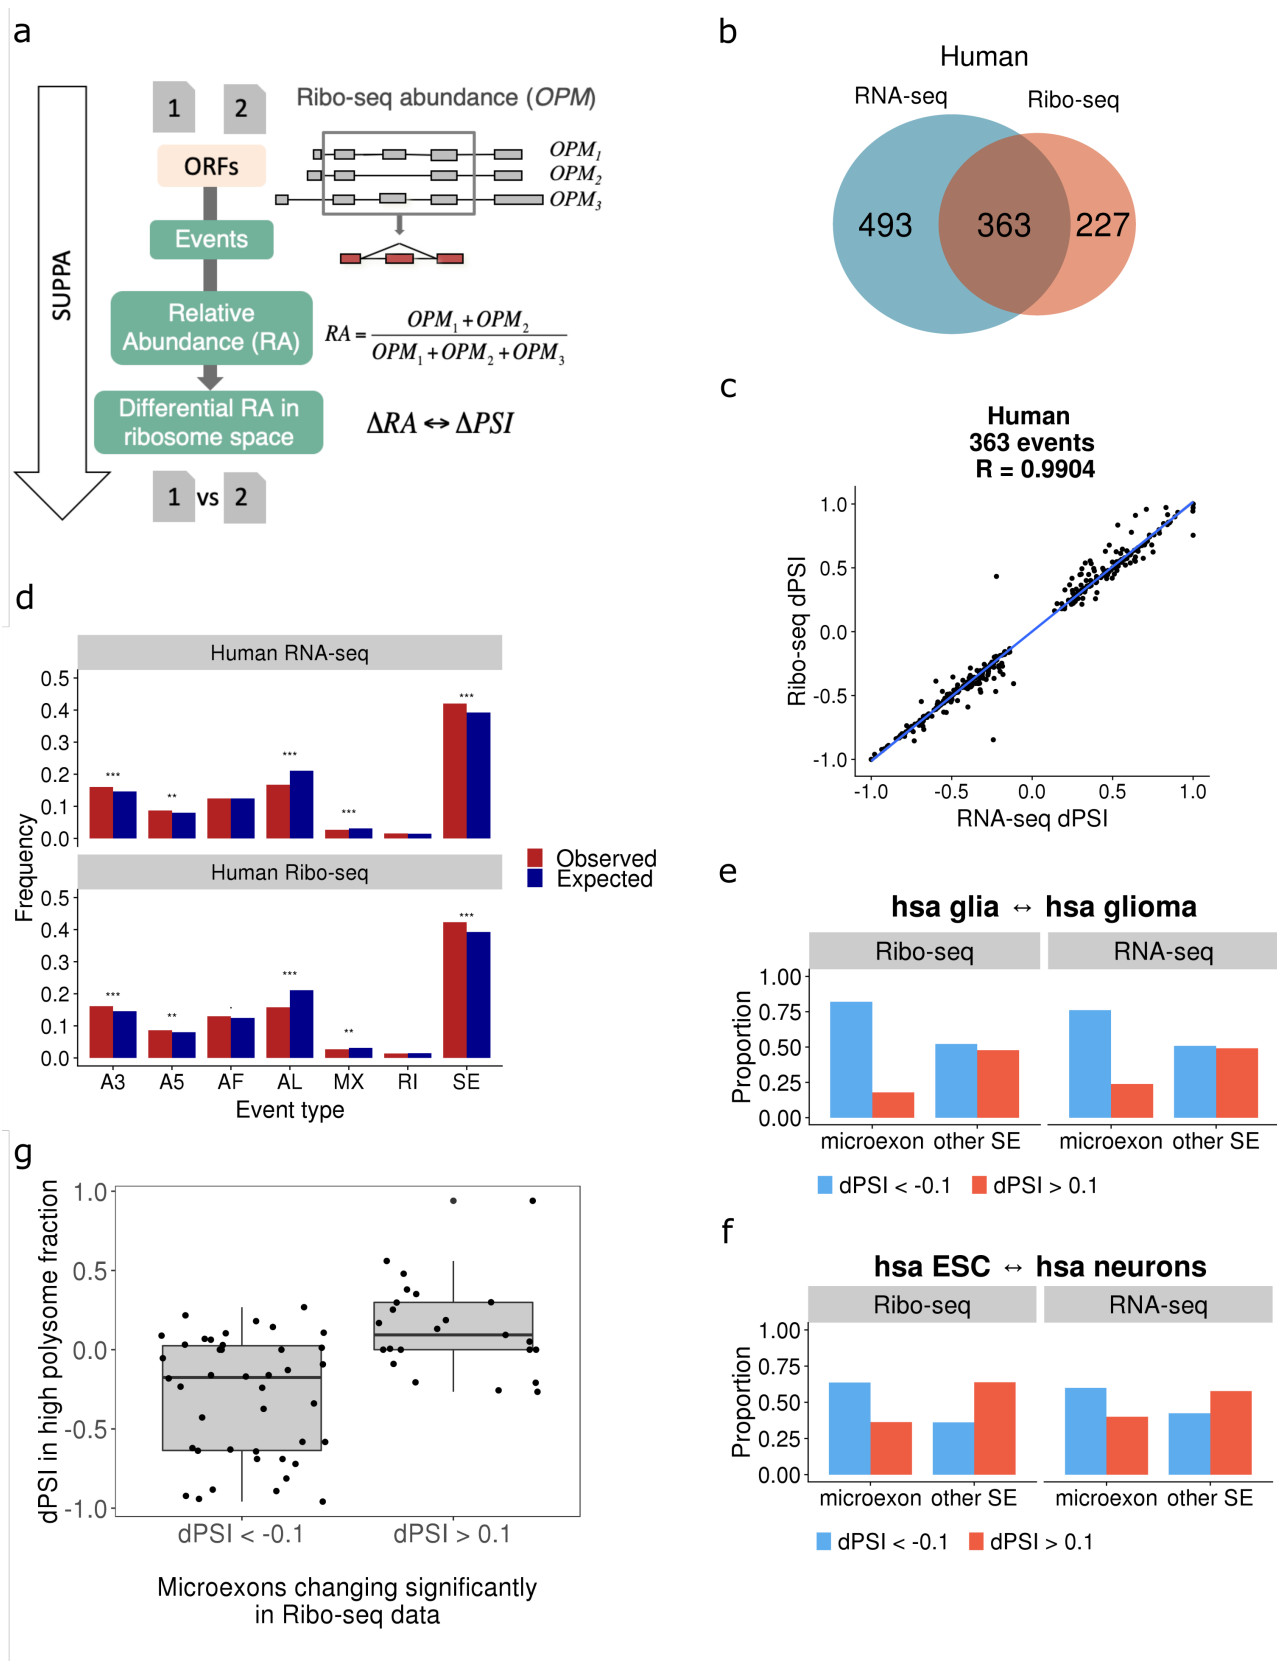 a
SUPPA
1 2
ORFs
Events
Relative
Abundance (RA)
Differential RA in
ribosome space
1 vs 2
Ribo-seq abundance (OPM)
OPM1
OPM2
OPM3
RA = OPM1 + OPM2
OPM1 + OPM2 + OPM3
ΔRA ↔ ΔPSI
b
Human
RNA-seq
Ribo-seq
493 363 227
c
Human
363 events
R = 0.9904
Ribo-seq dPSI
1.0
0.5
0.0
-0.5
-1.0
-1.0 -0.5 0.0 0.5 1.0
RNA-seq dPSI
d
Human RNA-seq
Frequency
0.5
0.4
0.3
0.2
0.1
0.0
*** ** *** *** ***
Human Ribo-seq
0.5
0.4
0.3
0.2
0.1
0.0
*** ** . *** ** ***
A3 A5 AF AL MX RI SE
Event type
Observed
Expected
e
hsa glia ↔ hsa glioma
Ribo-seq RNA-seq
Proportion
1.00
0.75
0.50
0.25
0.00
microexon other SE microexon other SE
dPSI < -0.1 dPSI > 0.1
f
hsa ESC ↔ hsa neurons
Ribo-seq RNA-seq
Proportion
1.00
0.75
0.50
0.25
0.00
microexon other SE microexon other SE
dPSI < -0.1 dPSI > 0.1
g
dPSI in high polysome fraction
1.0
0.5
0.0
-0.5
-1.0
dPSI < -0.1 dPSI > 0.1
Microexons changing significantly
in Ribo-seq data